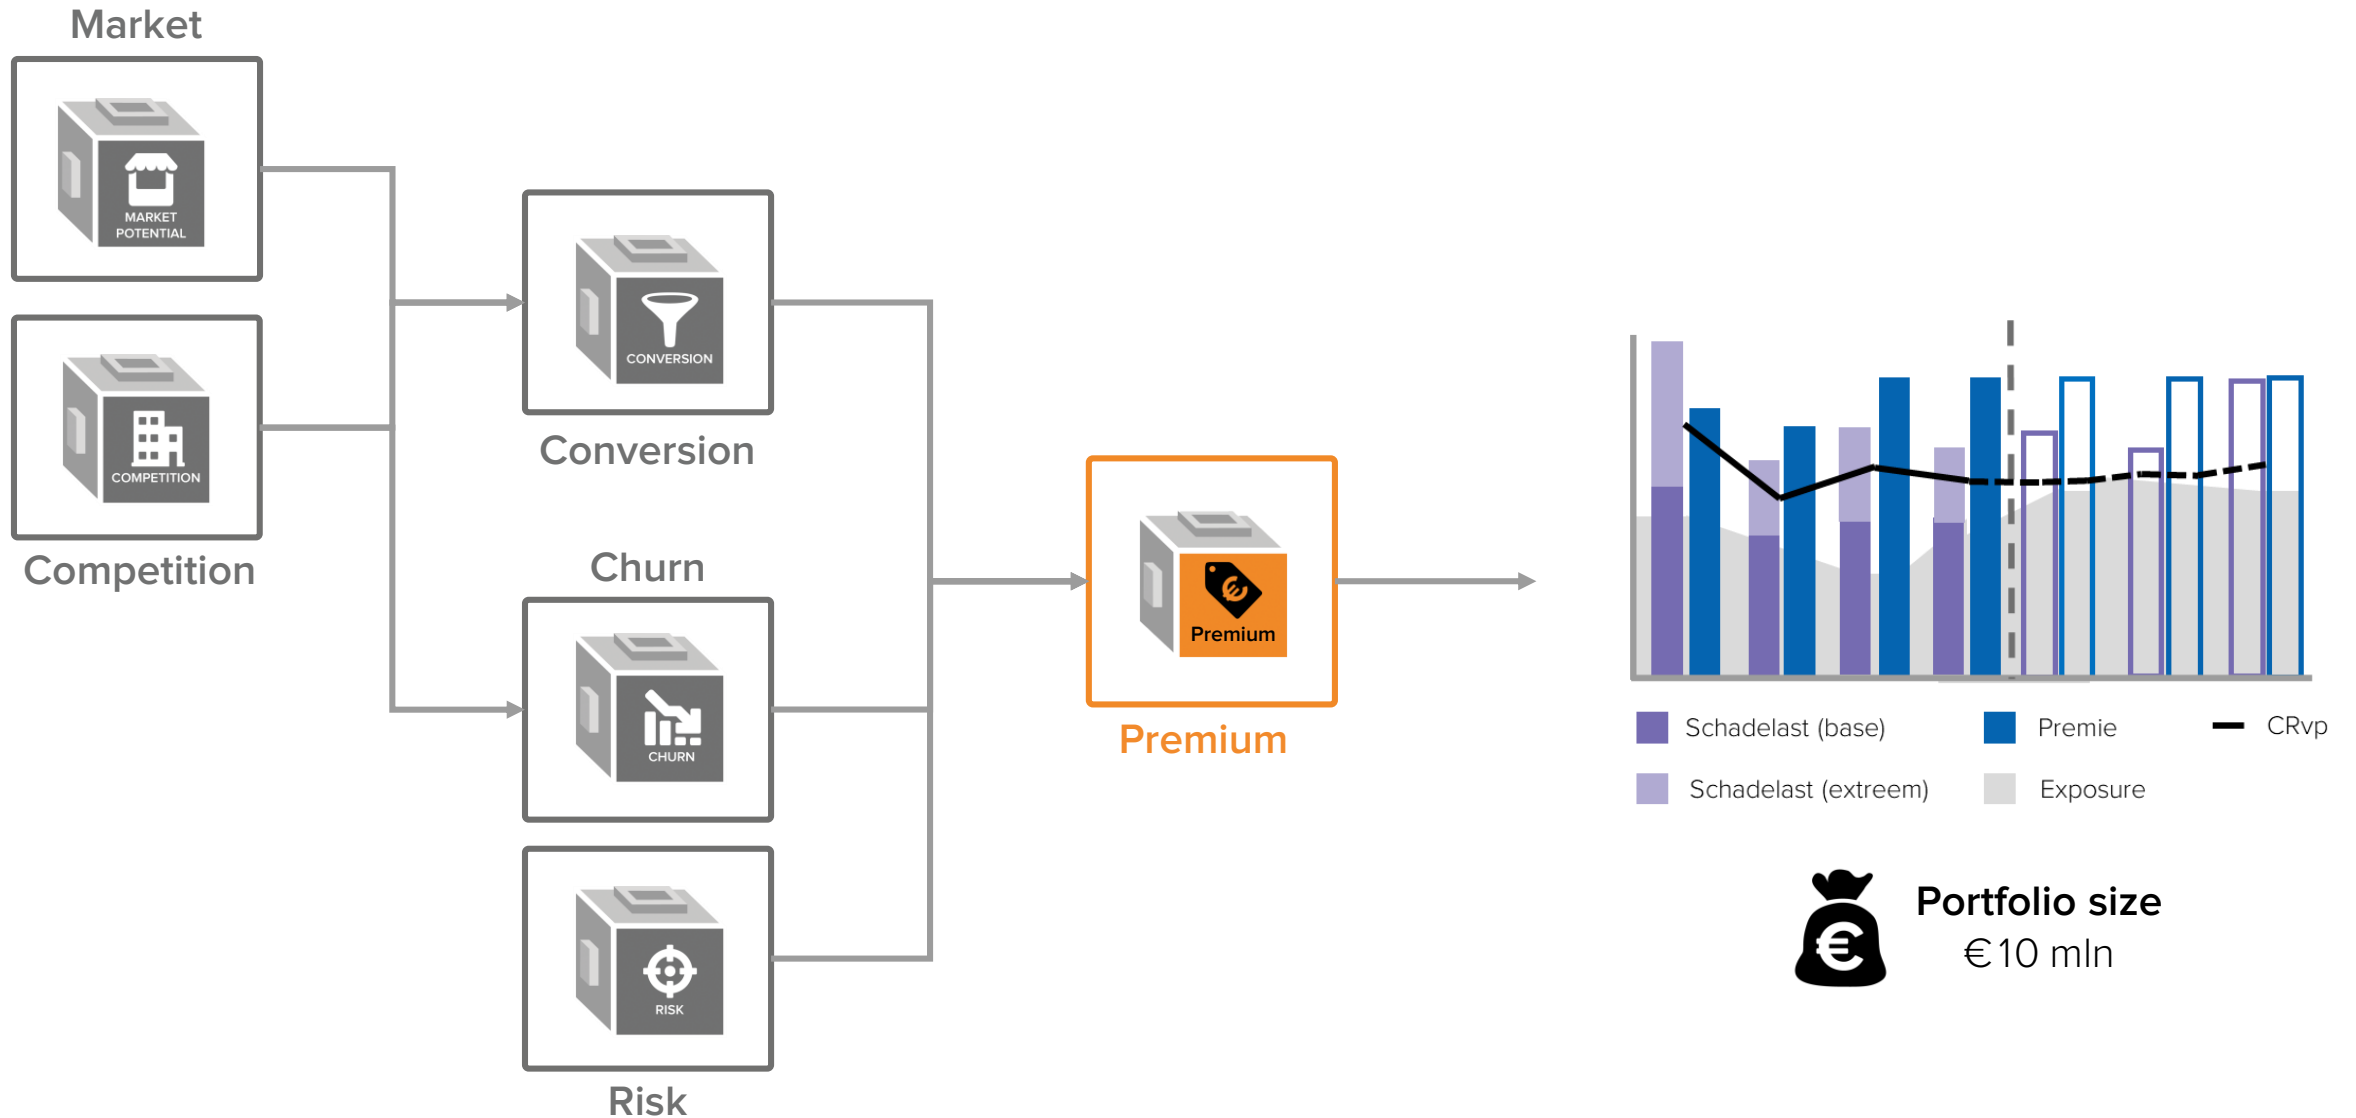 Market
MARKET
POTENTIAL
COMPETITION
Competition
CONVERSION
Conversion
Churn
CHURN
RISK
Risk
Premium
Premium
Schadelast (base)
Premie
CRvp
Schadelast (extreem)
Exposure
Portfolio size
€10 mln